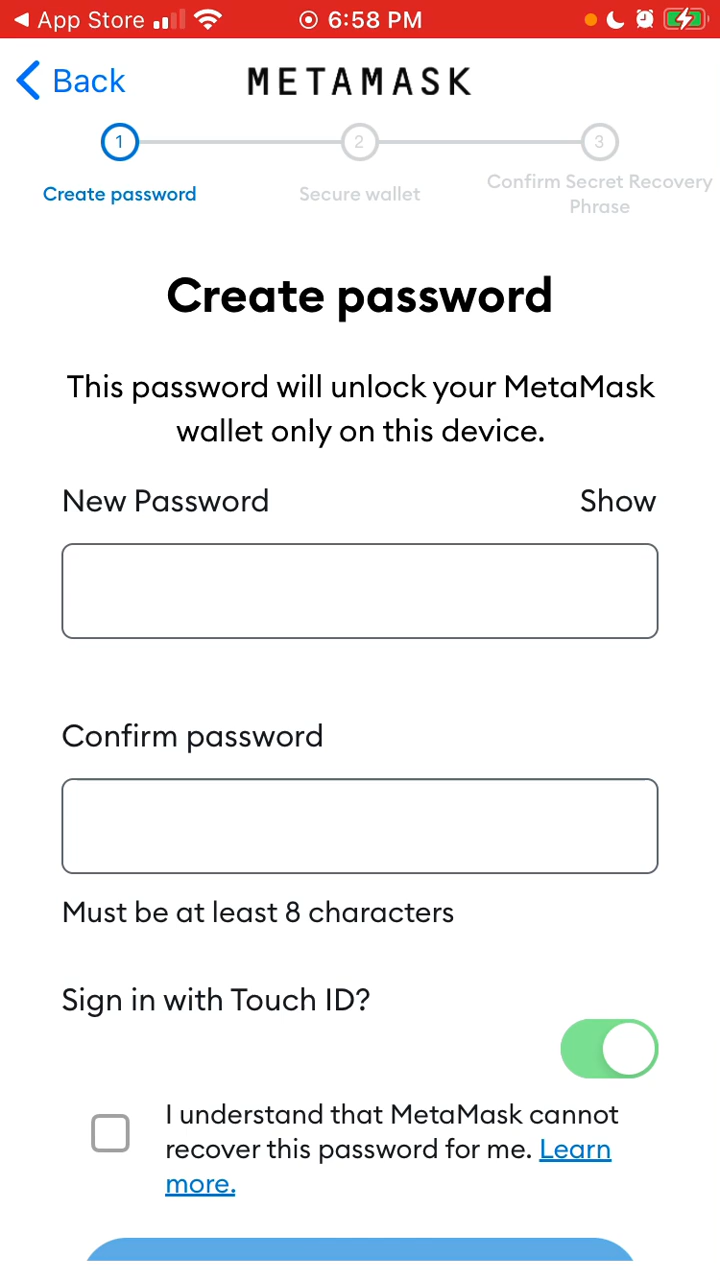 App Store 6:58 PM
Back METAMASK
1 2 3
Create password Secure wallet Confirm Secret Recovery
Phrase
Create password
This password will unlock your MetaMask
wallet only on this device.
New Password Show
Confirm password
Must be at least 8 characters
Sign in with Touch ID?
I understand that MetaMask cannot
recover this password for me. Learn
more.